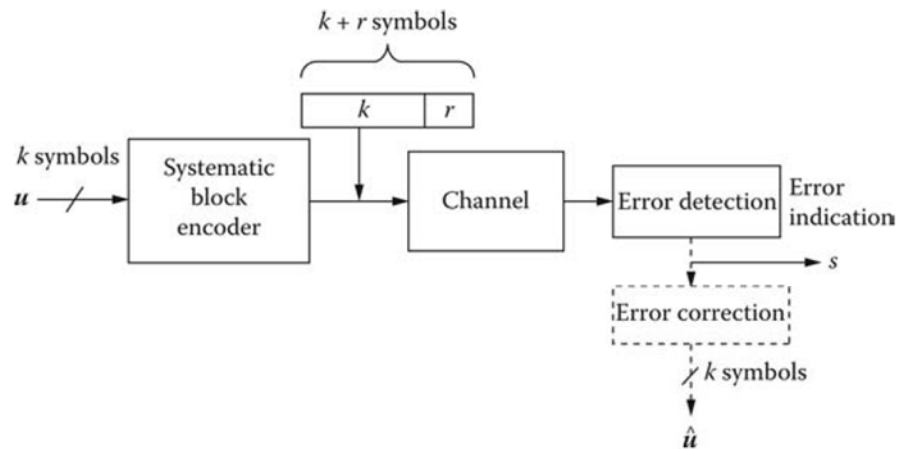 k + r symbols
k
r
k symbols
u
Systematic
block
encoder
Channel
Error detection
Error
indication
s
Error correction
k symbols
û